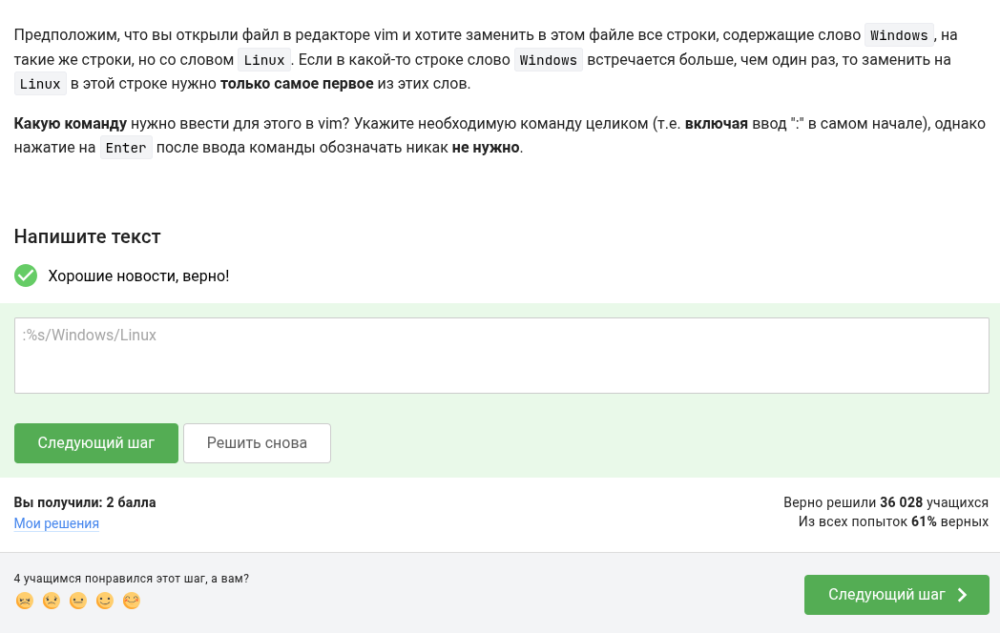 Предположим, что вы открыли файл в редакторе vim и хотите заменить в этом файле все строки, содержащие слово Windows , на
такие же строки, но со словом Linux . Если в какой-то строке слово Windows встречается больше, чем один раз, то заменить на
Linux в этой строке нужно только самое первое из этих слов.
Какую команду нужно ввести для этого в vim? Укажите необходимую команду целиком (т.е. включая ввод ":" в самом начале), однако
нажатие на Enter после ввода команды обозначать никак не нужно.
Напишите текст
Хорошие новости, верно!
:%s/Windows/Linux
Следующий шаг Решить снова
Вы получили: 2 балла
Мои решения
Верно решили 36 028 учащихся
Из всех попыток 61% верных
4 учащимся понравился этот шаг, а вам?
Следующий шаг